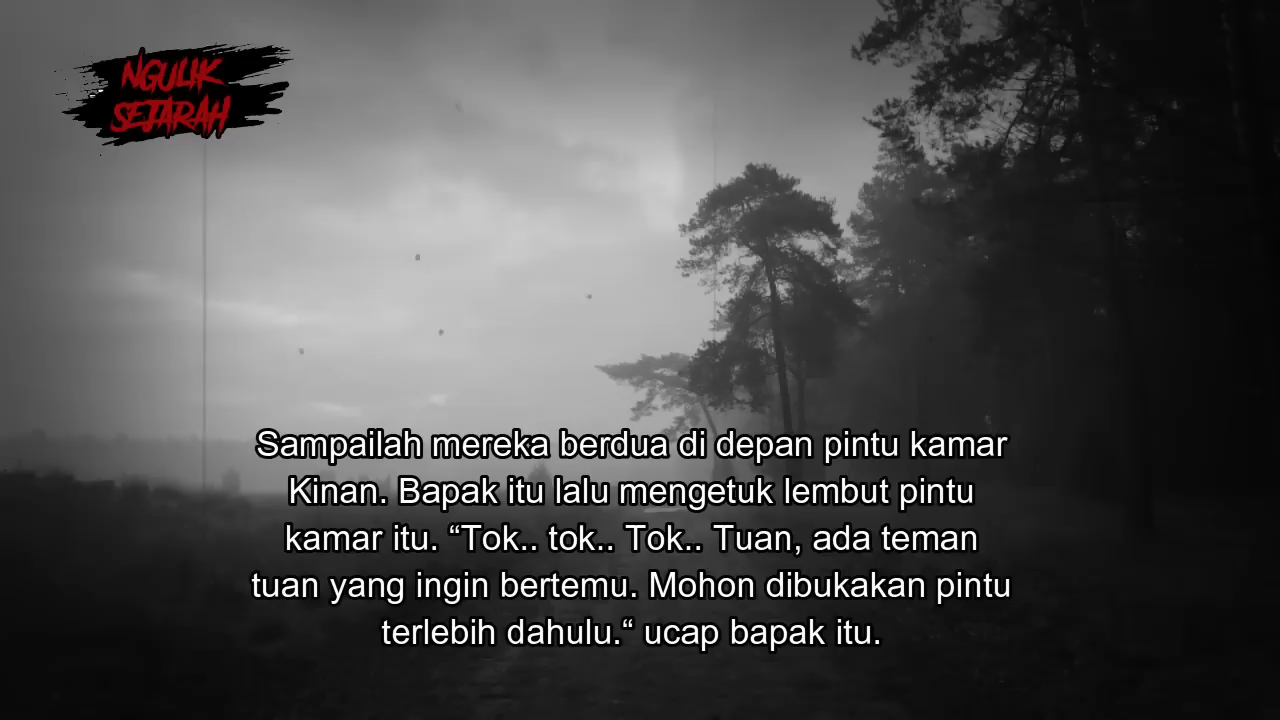 NGULIK
SEJARAH
Sampailah mereka berdua di depan pintu kamar
Kinan. Bapak itu lalu mengetuk lembut pintu
kamar itu. “Tok.. tok.. Tok.. Tuan, ada teman
tuan yang ingin bertemu. Mohon dibukakan pintu
terlebih dahulu.“ ucap bapak itu.